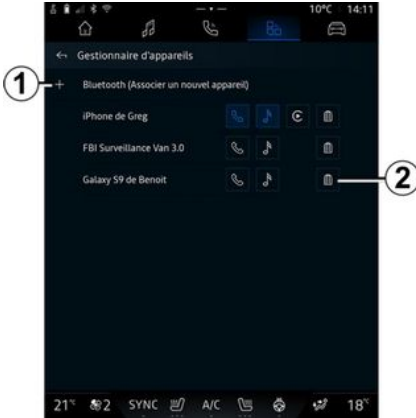 10°C 14:11
Gestionnaire d'appareils
1
Bluetooth (Associer un nouvel appareil)
iPhone de Greg
FBI Surveillance Van 3.0
Galaxy S9 de Benoit
2
21°C 2 SYNC A/C 18°C